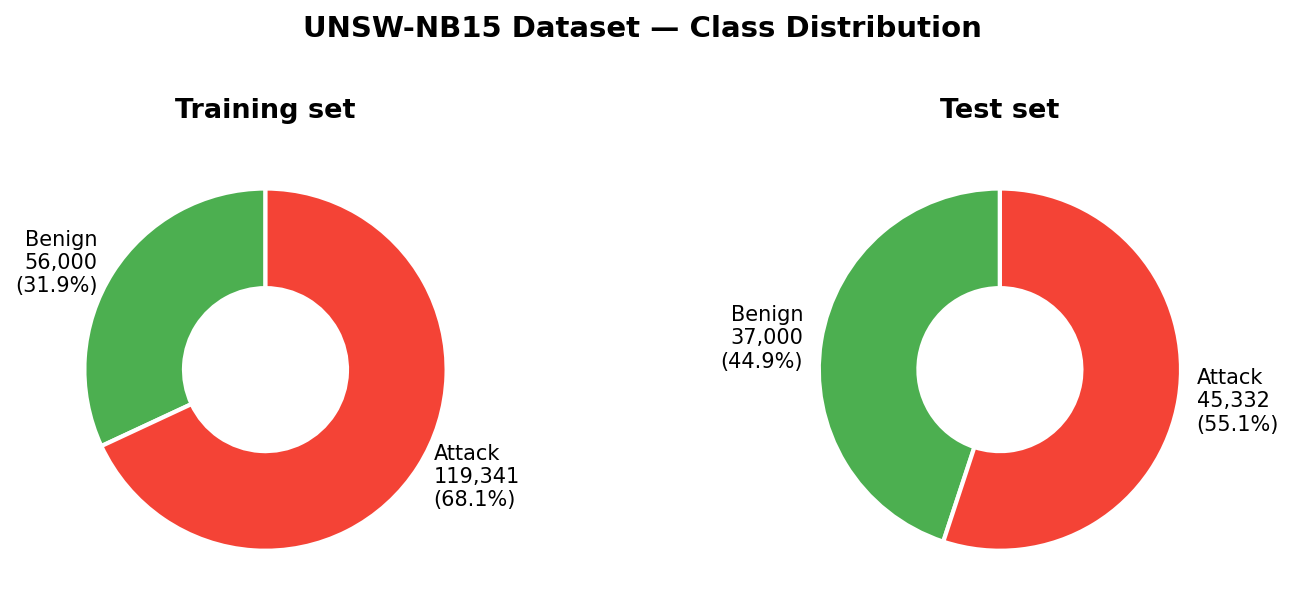 UNSW-NB15 Dataset — Class Distribution
Training set
Benign
56,000
(31.9%)
Attack
119,341
(68.1%)
Test set
Benign
37,000
(44.9%)
Attack
45,332
(55.1%)